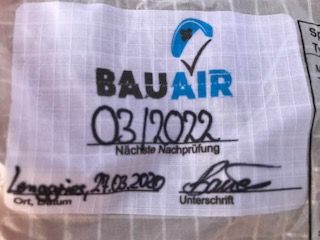 BAUAIR
03/2022
Nächste Nachprüfung
Lenggries, 29.03.2020
Ort, Datum
Unterschrift